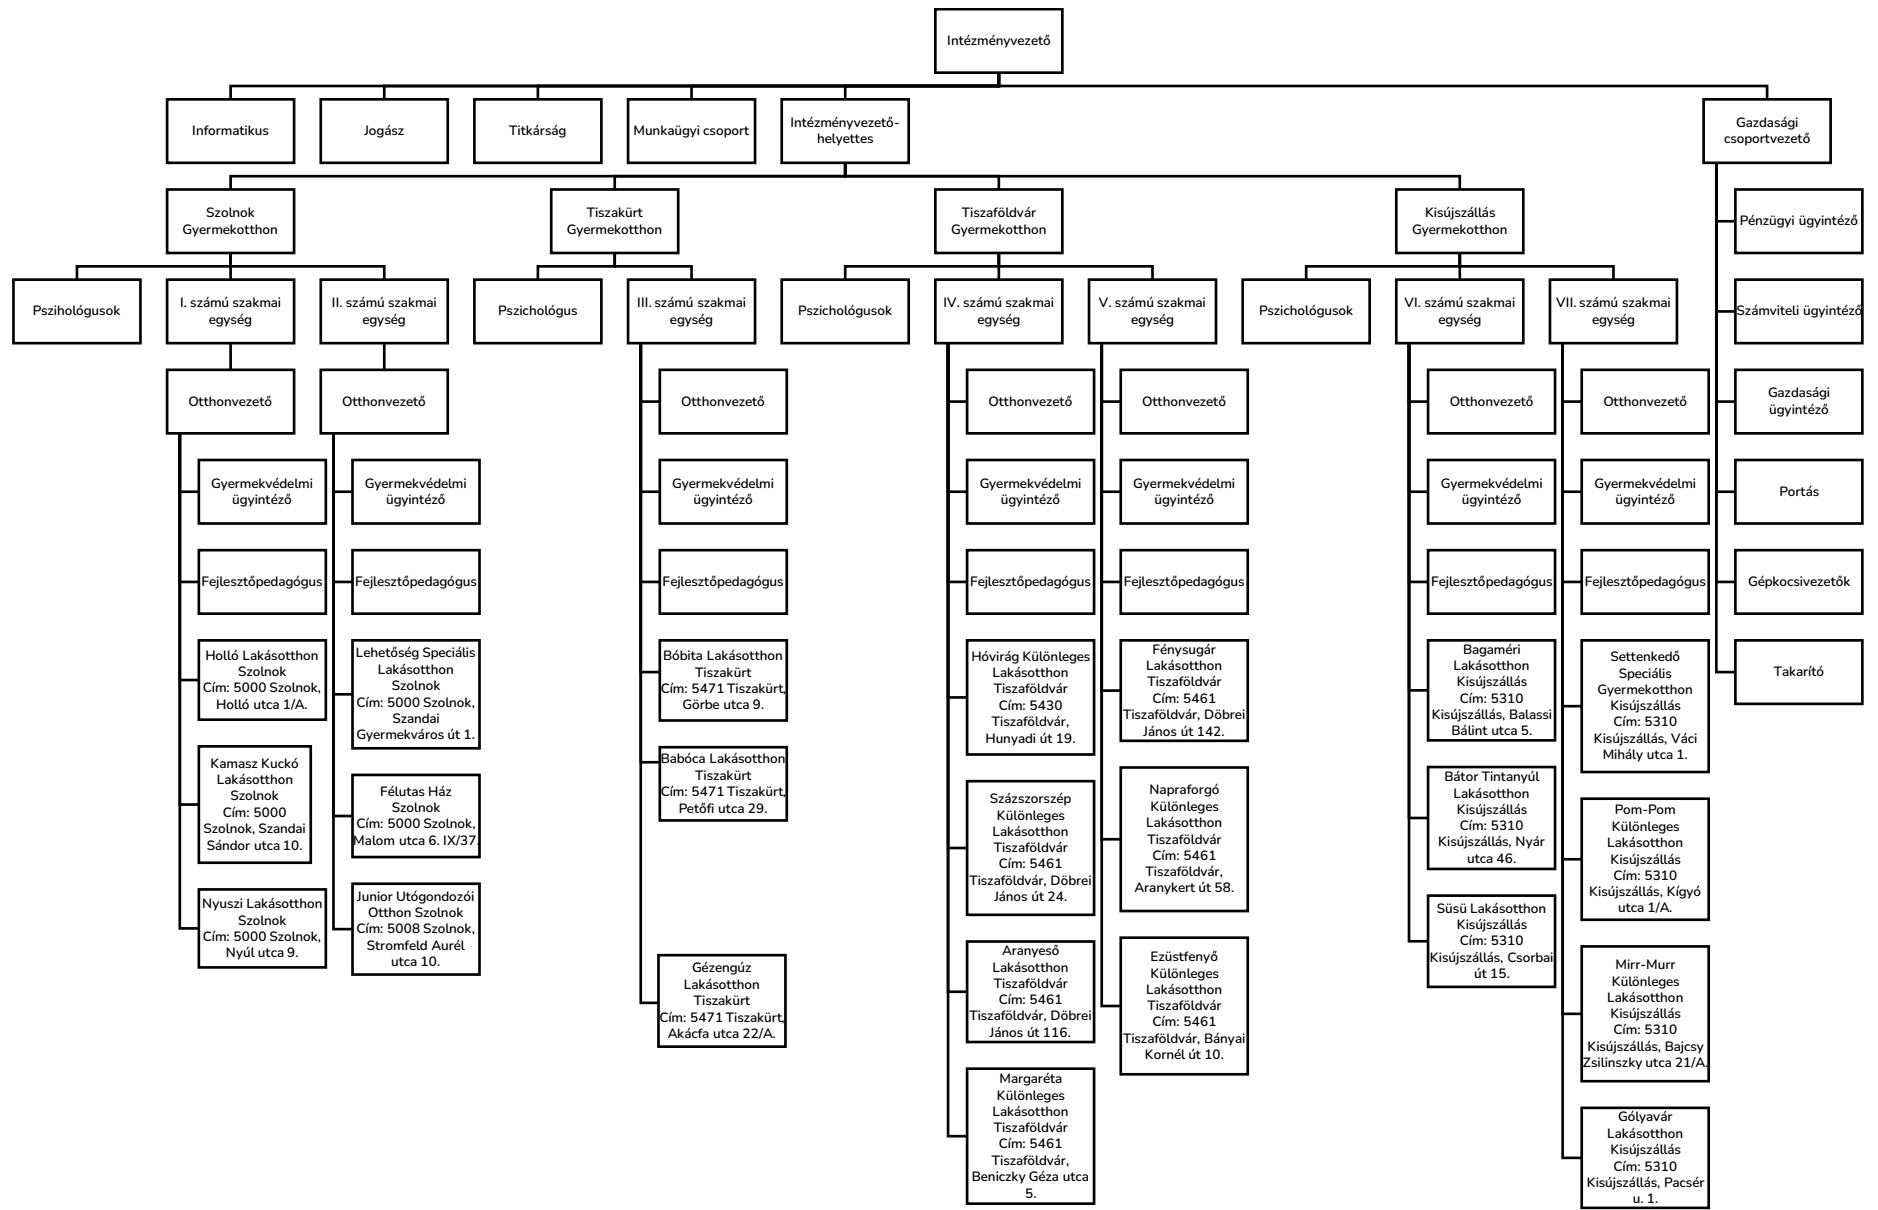 Intézményvezető
Informatikus
Jogász
Titkárság
Munkaügyi csoport
Intézményvezető-
helyettes
Gazdasági
csoportvezető
Szolnok
Gyermekotthon
Tiszakürt
Gyermekotthon
Tiszaföldvár
Gyermekotthon
Kisújszállás
Gyermekotthon
Pénzügyi ügyintéző
Pszihológusok
I. számú szakmai
egység
II. számú szakmai
egység
Pszichológus
III. számú szakmai
egység
Pszichológusok
IV. számú szakmai
egység
V. számú szakmai
egység
Pszichológusok
VI. számú szakmai
egység
VII. számú szakmai
egység
Számviteli ügyintéző
Otthonvezető
Otthonvezető
Otthonvezető
Otthonvezető
Otthonvezető
Otthonvezető
Otthonvezető
Gazdasági
ügyintéző
Gyermekvédelmi
ügyintéző
Gyermekvédelmi
ügyintéző
Gyermekvédelmi
ügyintéző
Gyermekvédelmi
ügyintéző
Gyermekvédelmi
ügyintéző
Gyermekvédelmi
ügyintéző
Gyermekvédelmi
ügyintéző
Portás
Fejlesztőpedagógus
Fejlesztőpedagógus
Fejlesztőpedagógus
Fejlesztőpedagógus
Fejlesztőpedagógus
Fejlesztőpedagógus
Fejlesztőpedagógus
Gépkocsivezetők
Holló Lakásotthon
Szolnok
Cím: 5000 Szolnok,
Holló utca 1/A.
Lehetőség Speciális
Lakásotthon
Szolnok
Cím: 5000 Szolnok,
Szandai
Gyermekváros út 1.
Bóbita Lakásotthon
Tiszakürt
Cím: 5471 Tiszakürt,
Görbe utca 9.
Hóvirág Különleges
Lakásotthon
Tiszaföldvár
Cím: 5430
Tiszaföldvár,
Hunyadi út 19.
Fénysugár
Lakásotthon
Tiszaföldvár
Cím: 5461
Tiszaföldvár, Döbrei
János út 142.
Bagaméri
Lakásotthon
Kisújszállás
Cím: 5310
Kisújszállás, Balassi
Bálint utca 5.
Settenkedő
Speciális
Gyermekotthon
Kisújszállás
Cím: 5310
Kisújszállás, Váci
Mihály utca 1.
Takarító
Kamasz Kuckó
Lakásotthon
Szolnok
Cím: 5000
Szolnok, Szandai
Sándor utca 10.
Félutas Ház
Szolnok
Cím: 5000 Szolnok,
Malom utca 6. IX/37.
Babóca Lakásotthon
Tiszakürt
Cím: 5471 Tiszakürt,
Petőfi utca 29.
Százszorszép
Különleges
Lakásotthon
Tiszaföldvár
Cím: 5461
Tiszaföldvár, Döbrei
János út 24.
Napraforgó
Különleges
Lakásotthon
Tiszaföldvár
Cím: 5461
Tiszaföldvár,
Aranykert út 58.
Bátor Tintanyúl
Lakásotthon
Kisújszállás
Cím: 5310
Kisújszállás, Nyár
utca 46.
Pom-Pom
Különleges
Lakásotthon
Kisújszállás
Cím: 5310
Kisújszállás, Kígyó
utca 1/A.
Nyuszi Lakásotthon
Szolnok
Cím: 5000 Szolnok,
Nyúl utca 9.
Junior Utógondozói
Otthon Szolnok
Cím: 5008 Szolnok,
Stromfeld Aurél
utca 10.
Gézengúz
Lakásotthon
Tiszakürt
Cím: 5471 Tiszakürt,
Akácfa utca 22/A.
Aranyeső
Lakásotthon
Tiszaföldvár
Cím: 5461
Tiszaföldvár, Döbrei
János út 116.
Ezüstfenyő
Különleges
Lakásotthon
Tiszaföldvár
Cím: 5461
Tiszaföldvár, Bányai
Kornél út 10.
Süsü Lakásotthon
Kisújszállás
Cím: 5310
Kisújszállás, Csorbai
út 15.
Mirr-Murr
Különleges
Lakásotthon
Kisújszállás
Cím: 5310
Kisújszállás, Bajcsy
Zsilinszky utca 21/A.
Margaréta
Különleges
Lakásotthon
Tiszaföldvár
Cím: 5461
Tiszaföldvár,
Beniczky Géza utca
5.
Gólyavár
Lakásotthon
Kisújszállás
Cím: 5310
Kisújszállás, Pacsér
u. 1.